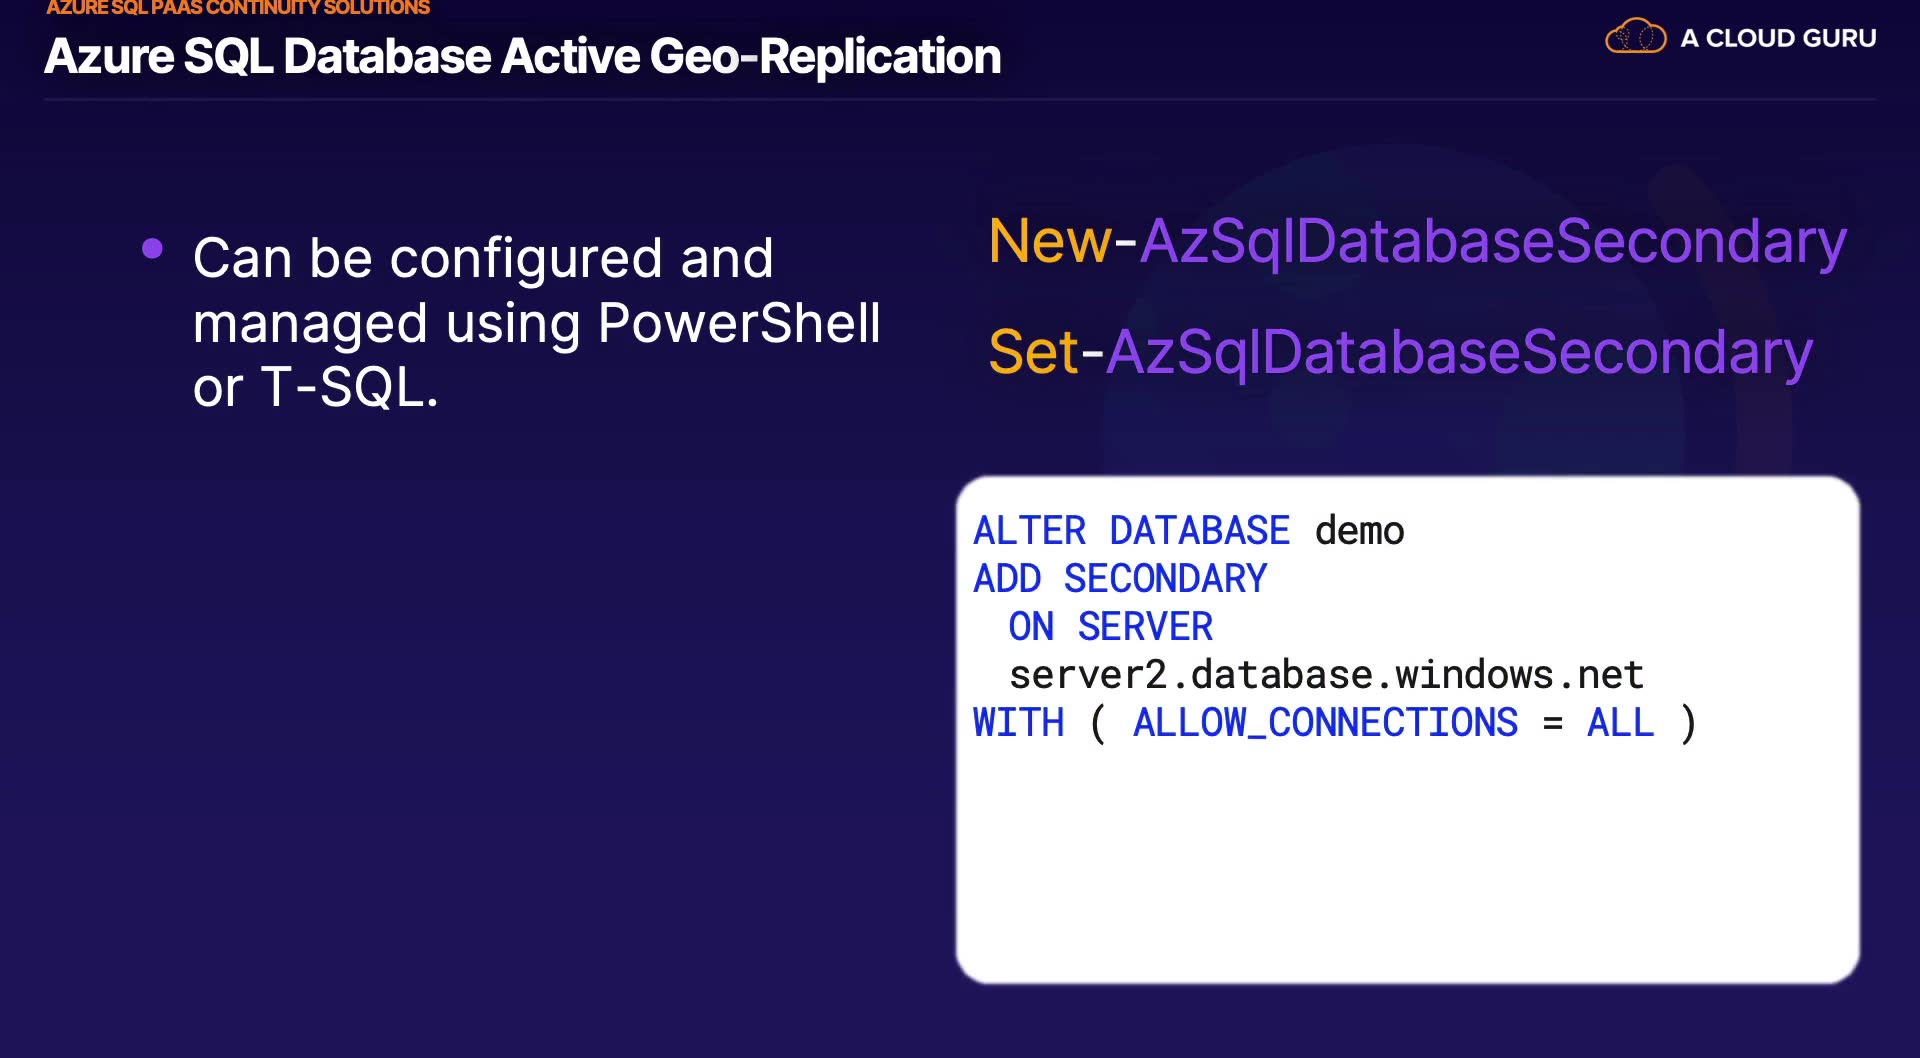 AZURE SQL PAAS CONTINUITY SOLUTIONS
Azure SQL Database Active Geo-Replication
A CLOUD GURU
Can be configured and
managed using PowerShell
or T-SQL.
New-AzSqlDatabaseSecondary
Set-AzSqlDatabaseSecondary
ALTER DATABASE demo
ADD SECONDARY
ON SERVER
server2.database.windows.net
WITH ( ALLOW_CONNECTIONS = ALL )